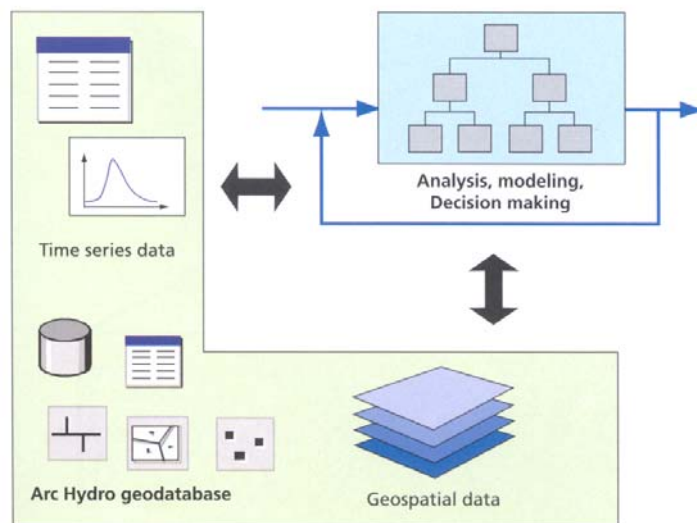 Analysis, modeling,
Decision making
Time series data
Arc Hydro geodatabase
Geospatial data